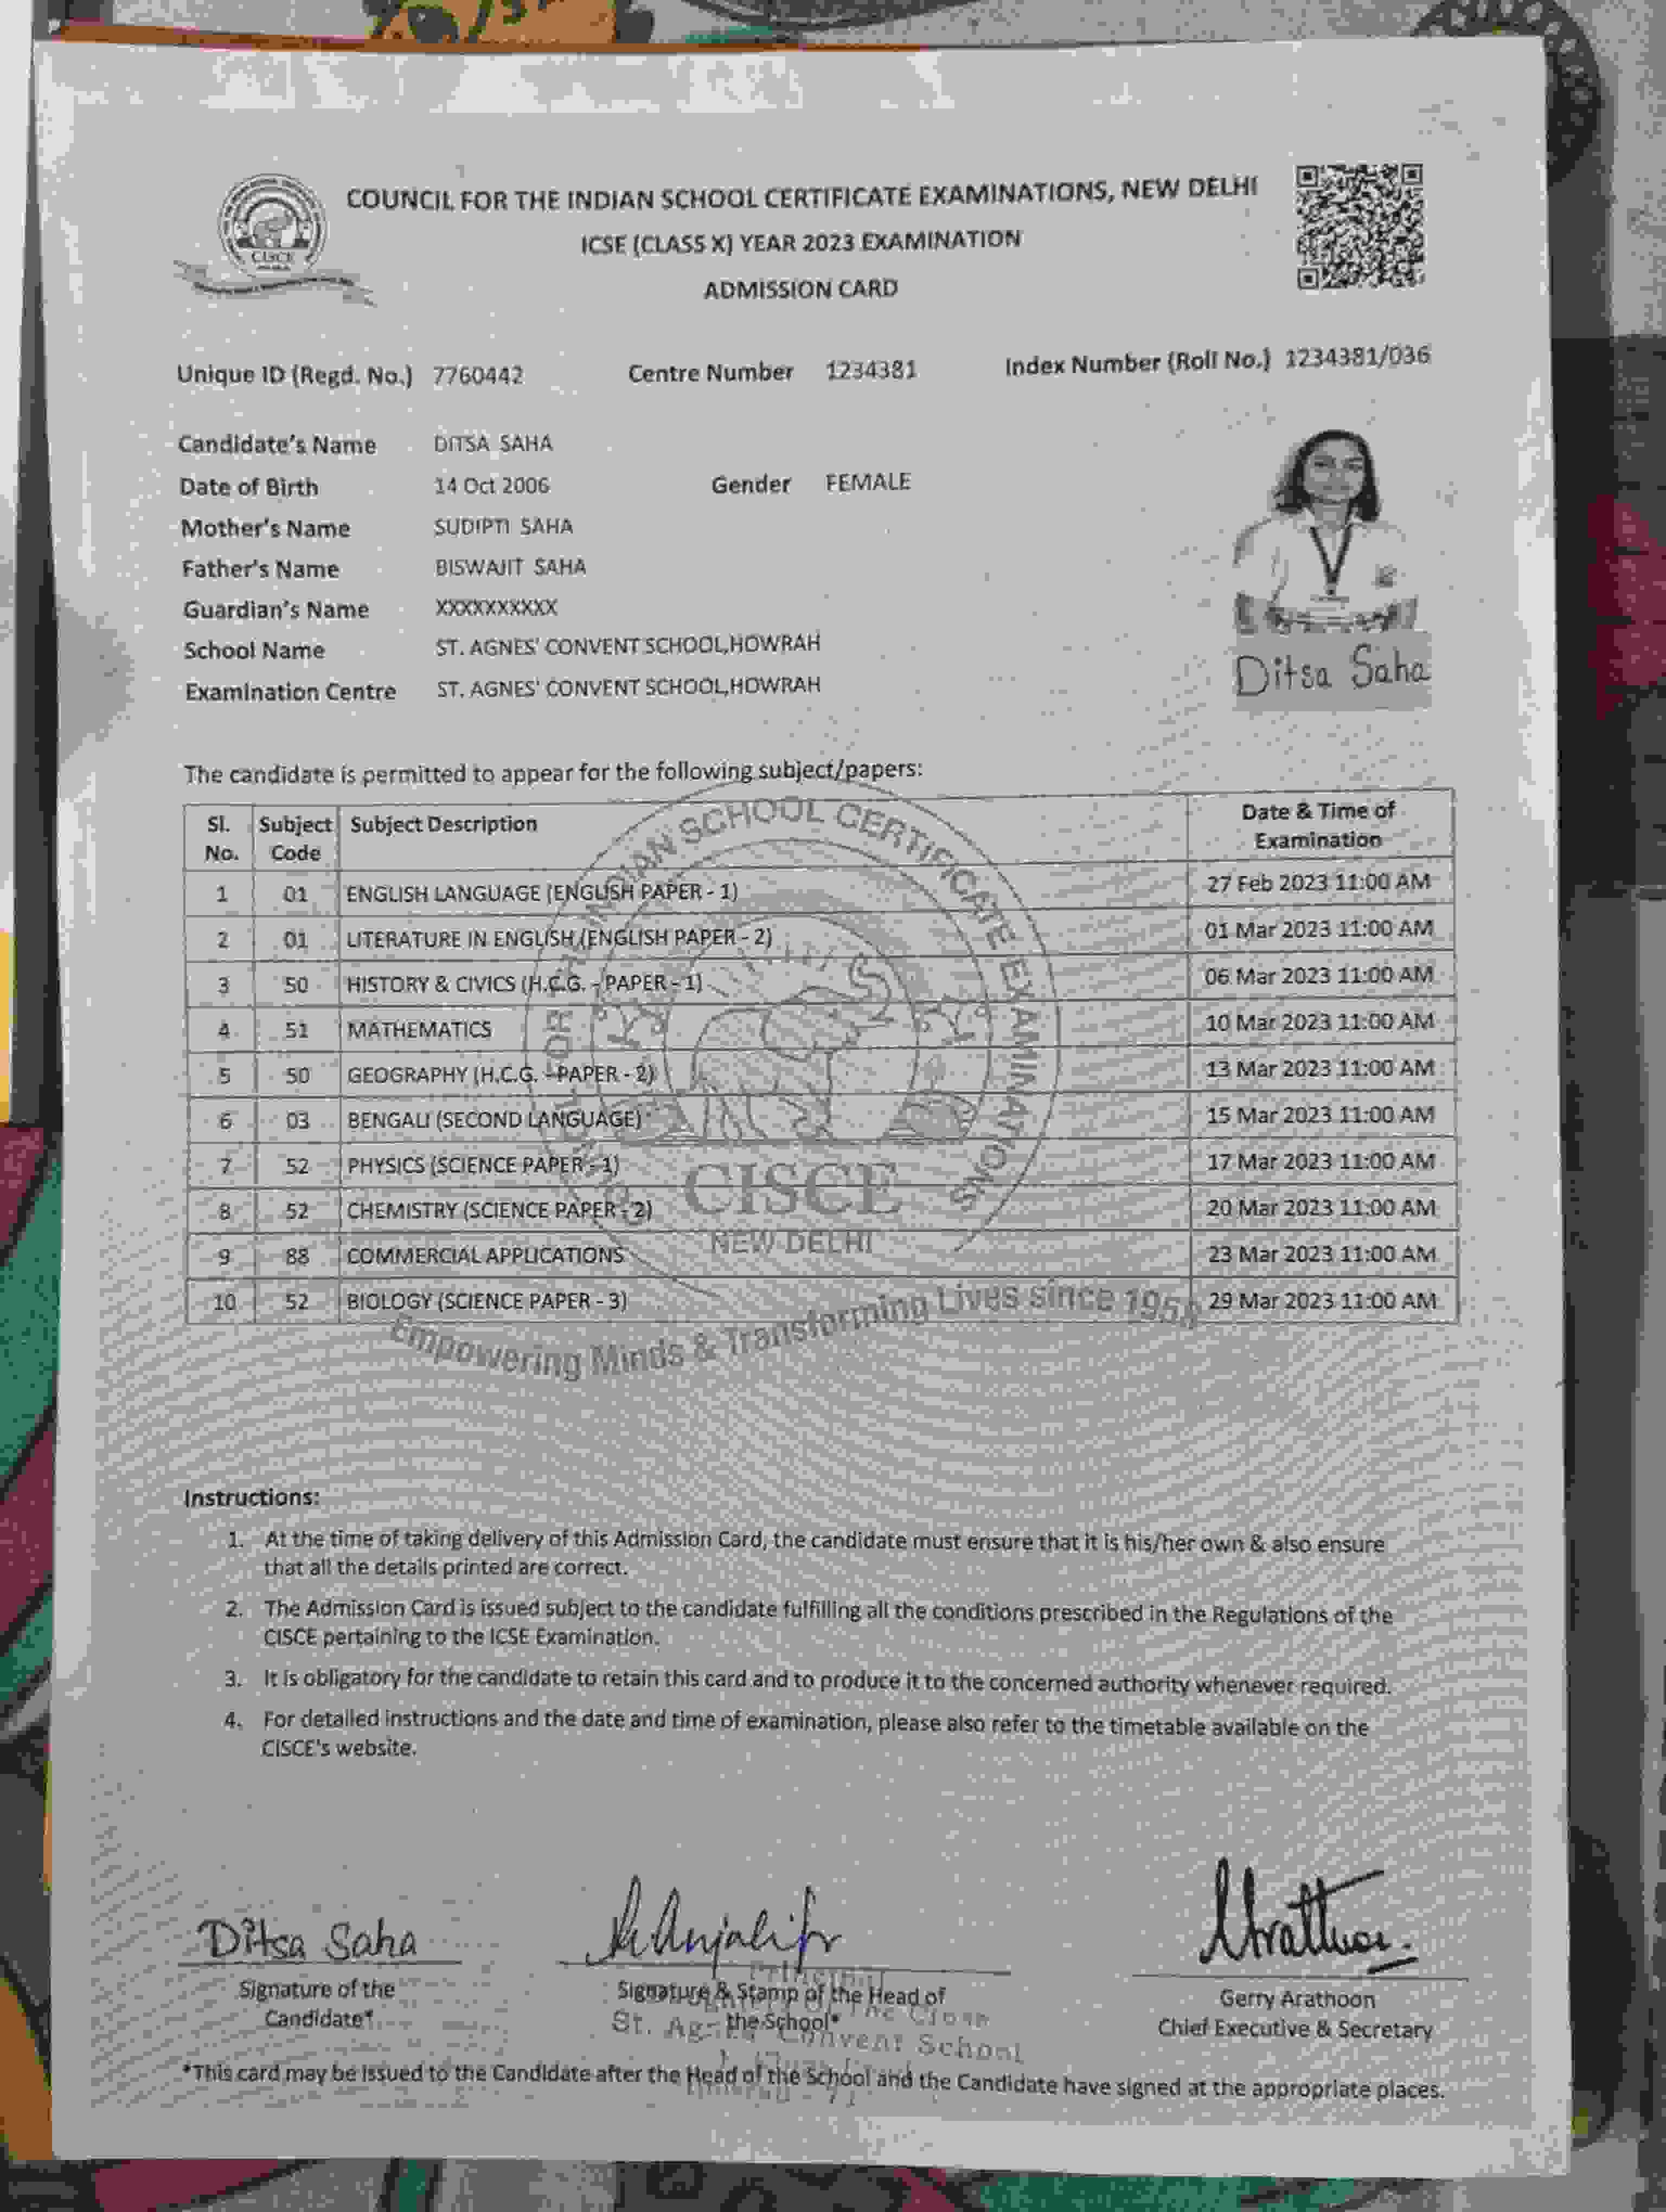 COUNCIL FOR THE INDIAN SCHOOL CERTIFICATE EXAMINATIONS, NEW DELHI
ICSE (CLASS X) YEAR 2023 EXAMINATION
ADMISSION CARD
CISCE
Unique ID (Regd. No.) 7760442 Centre Number 1234381 Index Number (Roll No.) 1234381/036
Candidate's Name DITSA SAHA
Date of Birth 14 Oct 2006 Gender FEMALE
Mother's Name SUDIPTI SAHA
Father's Name BISWAJIT SAHA
Guardian's Name XXXXXXXXXX
School Name ST. AGNES' CONVENT SCHOOL,HOWRAH
Examination Centre ST. AGNES' CONVENT SCHOOL,HOWRAH
Ditsa Saha
The candidate is permitted to appear for the following subject/papers:
Sl. No. Subject Code Subject Description Date & Time of Examination
1 01 ENGLISH LANGUAGE (ENGLISH PAPER - 1) 27 Feb 2023 11:00 AM
2 01 LITERATURE IN ENGLISH (ENGLISH PAPER - 2) 01 Mar 2023 11:00 AM
3 50 HISTORY & CIVICS (H.C.G. - PAPER - 1) 06 Mar 2023 11:00 AM
4 51 MATHEMATICS 10 Mar 2023 11:00 AM
5 50 GEOGRAPHY (H.C.G. - PAPER - 2) 13 Mar 2023 11:00 AM
6 03 BENGALI (SECOND LANGUAGE) 15 Mar 2023 11:00 AM
7 52 PHYSICS (SCIENCE PAPER - 1) 17 Mar 2023 11:00 AM
8 52 CHEMISTRY (SCIENCE PAPER - 2) 20 Mar 2023 11:00 AM
9 88 COMMERCIAL APPLICATIONS 23 Mar 2023 11:00 AM
10 52 BIOLOGY (SCIENCE PAPER - 3) 29 Mar 2023 11:00 AM
INDIAN SCHOOL CERTIFICATE EXAMINATIONS
CISCE
NEW DELHI
Empowering Minds & Transforming Lives since 195
Instructions:
1. At the time of taking delivery of this Admission Card, the candidate must ensure that it is his/her own & also ensure
that all the details printed are correct.
2. The Admission Card is issued subject to the candidate fulfilling all the conditions prescribed in the Regulations of the
CISCE pertaining to the ICSE Examination.
3. It is obligatory for the candidate to retain this card and to produce it to the concerned authority whenever required.
4. For detailed instructions and the date and time of examination, please also refer to the timetable available on the
CISCE's website.
Ditsa Saha
Signature of the
Candidate*
Signature & Stamp of the Head of
the School*
Principal
St. Convent School
Gerry Arathoon
Chief Executive & Secretary
*This card may be issued to the Candidate after the Head of the School and the Candidate have signed at the appropriate places.